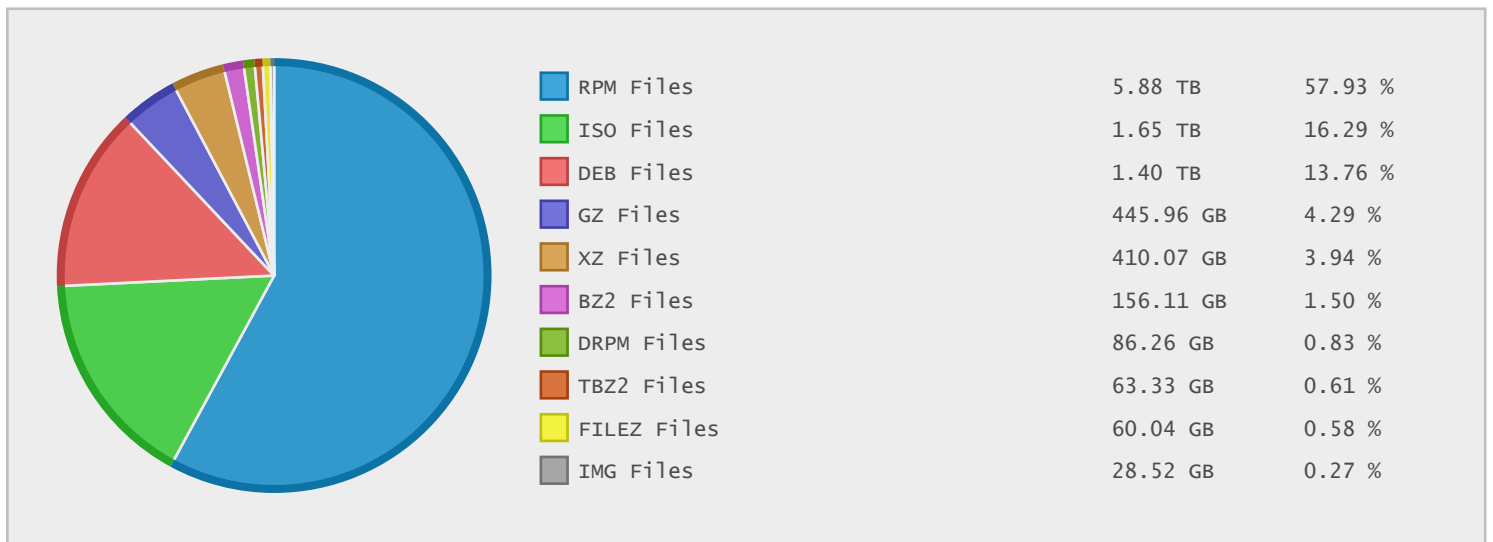 RPM Files 5.88 TB 57.93 %
ISO Files 1.65 TB 16.29 %
DEB Files 1.40 TB 13.76 %
GZ Files 445.96 GB 4.29 %
XZ Files 410.07 GB 3.94 %
BZ2 Files 156.11 GB 1.50 %
DRPM Files 86.26 GB 0.83 %
TBZ2 Files 63.33 GB 0.61 %
FILEZ Files 60.04 GB 0.58 %
IMG Files 28.52 GB 0.27 %